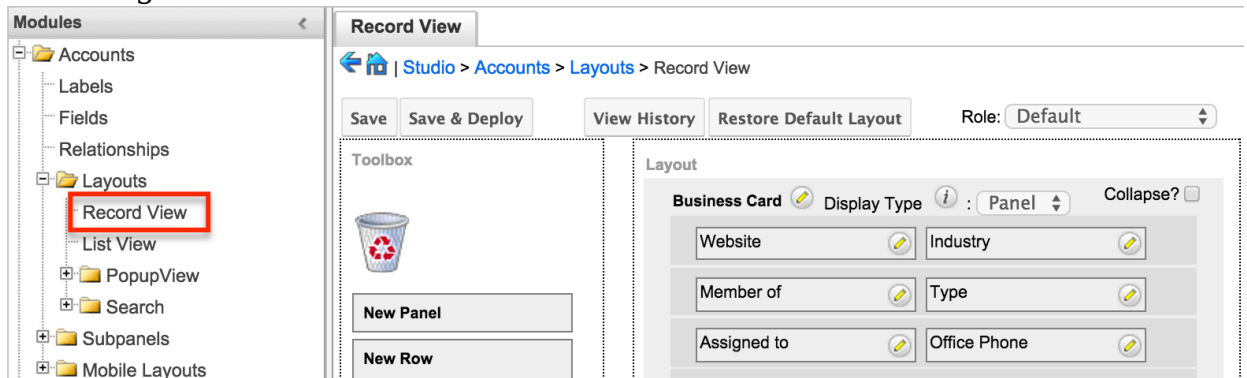 Modules <
Accounts
Labels
Fields
Relationships
Layouts
Record View
List View
PopupView
Search
Subpanels
Mobile Layouts
Record View
| Studio > Accounts > Layouts > Record View
Save Save & Deploy View History Restore Default Layout Role: Default
Toolbox
New Panel
New Row
Layout
Business Card Display Type i : Panel Collapse?
Website Industry
Member of Type
Assigned to Office Phone